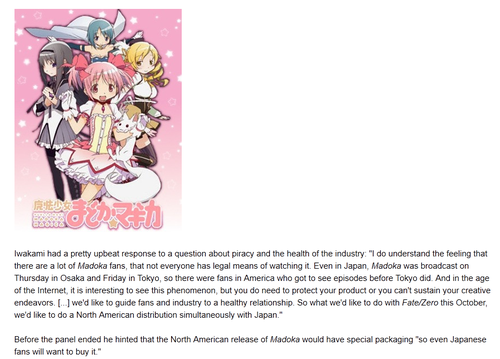 魔法少女
まどか☆マギカ
Iwakami had a pretty upbeat response to a question about piracy and the health of the industry: "I do understand the feeling that
there are a lot of Madoka fans, that not everyone has legal means of watching it. Even in Japan, Madoka was broadcast on
Thursday in Osaka and Friday in Tokyo, so there were fans in America who got to see episodes before Tokyo did. And in the age
of the Internet, it is interesting to see this phenomenon, but you do need to protect your product or you can't sustain your creative
endeavors. [...] we'd like to guide fans and industry to a healthy relationship. So what we'd like to do with Fate/Zero this October,
we'd like to do a North American distribution simultaneously with Japan."
Before the panel ended he hinted that the North American release of Madoka would have special packaging "so even Japanese
fans will want to buy it."